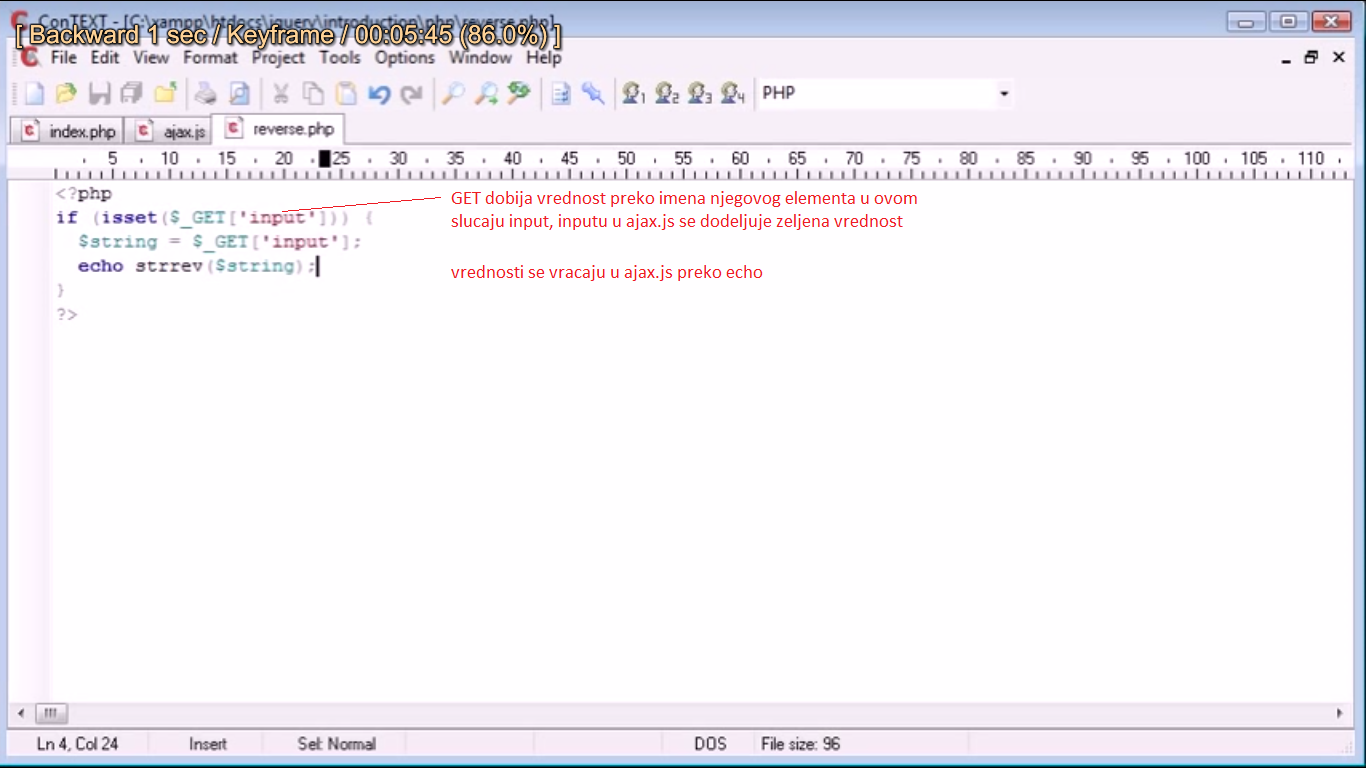 ConTEXT - [C:\xampp\htdocs\jquery\introduction\php\reverse.php]
[ Backward 1 sec / Keyframe / 00:05:45 (86.0%) ]
File Edit View Format Project Tools Options Window Help
1 2 3 4 PHP
index.php ajax.js reverse.php
5 10 15 20 25 30 35 40 45 50 55 60 65 70 75 80 85 90 95 100 105 110
<?php
if (isset($_GET['input'])) {
$string = $_GET['input'];
echo strrev($string);
}
?>
GET dobija vrednost preko imena njegovog elementa u ovom
slucaju input, inputu u ajax.js se dodeljuje zeljena vrednost
vrednosti se vracaju u ajax.js preko echo
Ln 4, Col 24 Insert Sel: Normal DOS File size: 96